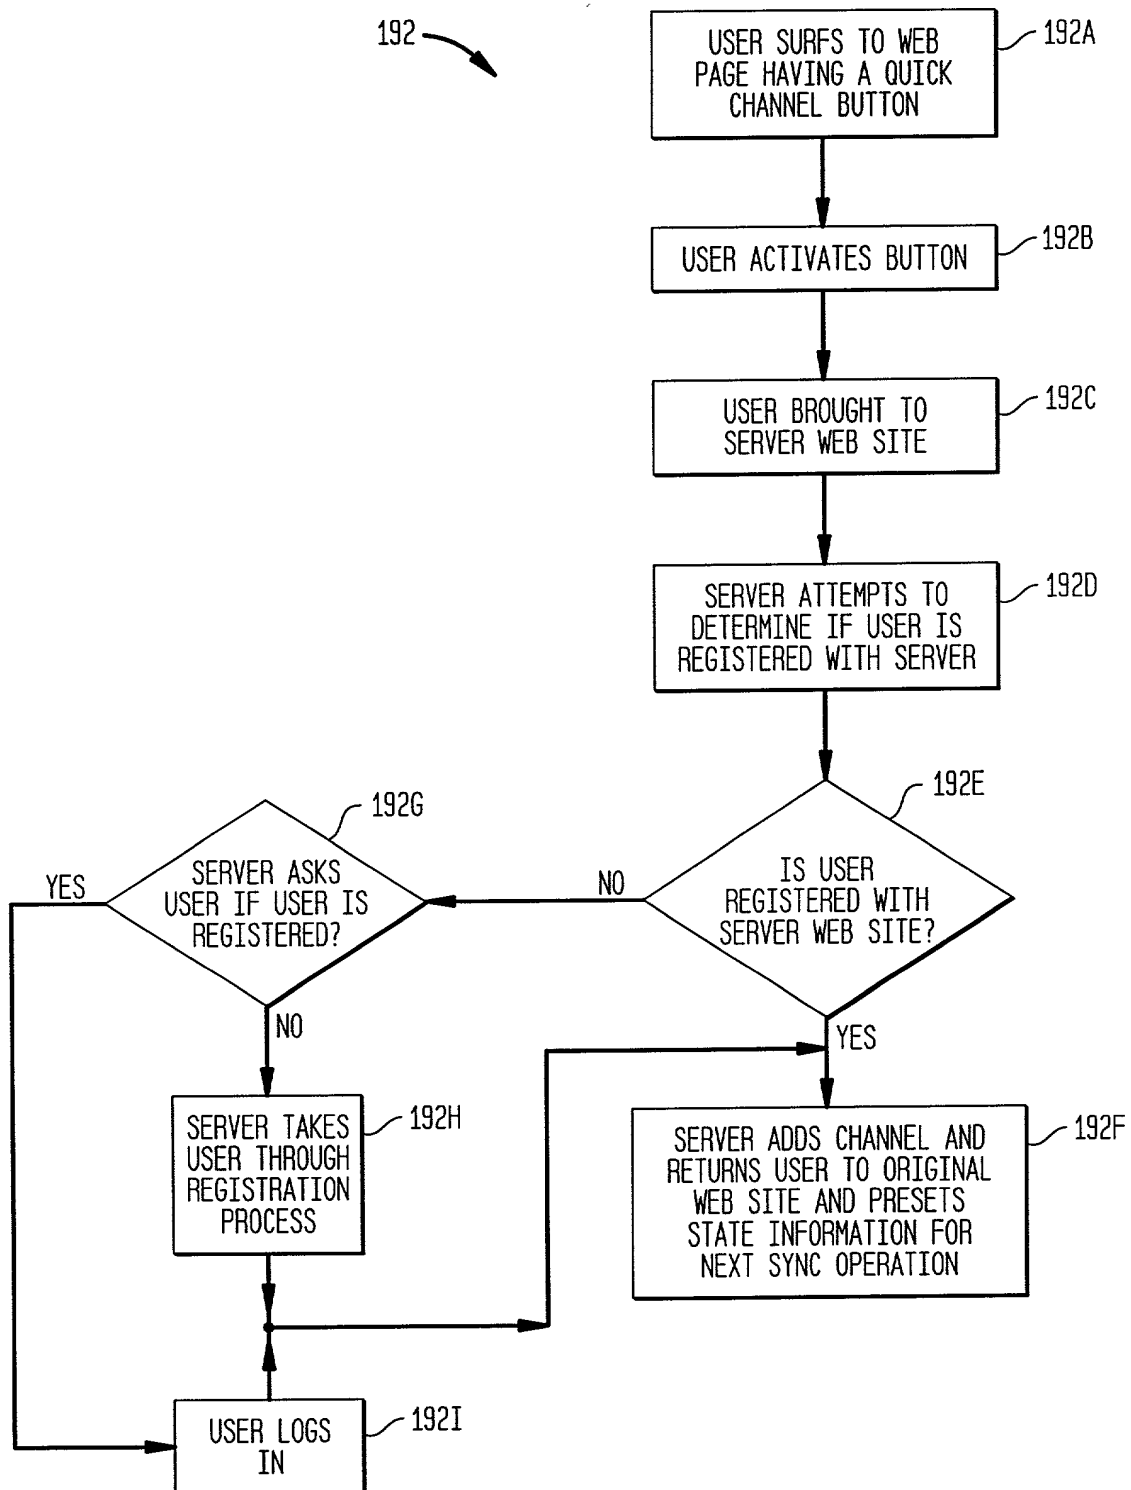 192
USER SURFS TO WEB
PAGE HAVING A QUICK
CHANNEL BUTTON
192A
USER ACTIVATES BUTTON
192B
USER BROUGHT TO
SERVER WEB SITE
192C
SERVER ATTEMPTS TO
DETERMINE IF USER IS
REGISTERED WITH SERVER
192D
IS USER
REGISTERED WITH
SERVER WEB SITE?
192E
NO
YES
SERVER ASKS
USER IF USER IS
REGISTERED?
192G
YES
NO
SERVER TAKES
USER THROUGH
REGISTRATION
PROCESS
192H
SERVER ADDS CHANNEL AND
RETURNS USER TO ORIGINAL
WEB SITE AND PRESETS
STATE INFORMATION FOR
NEXT SYNC OPERATION
192F
USER LOGS
IN
192I